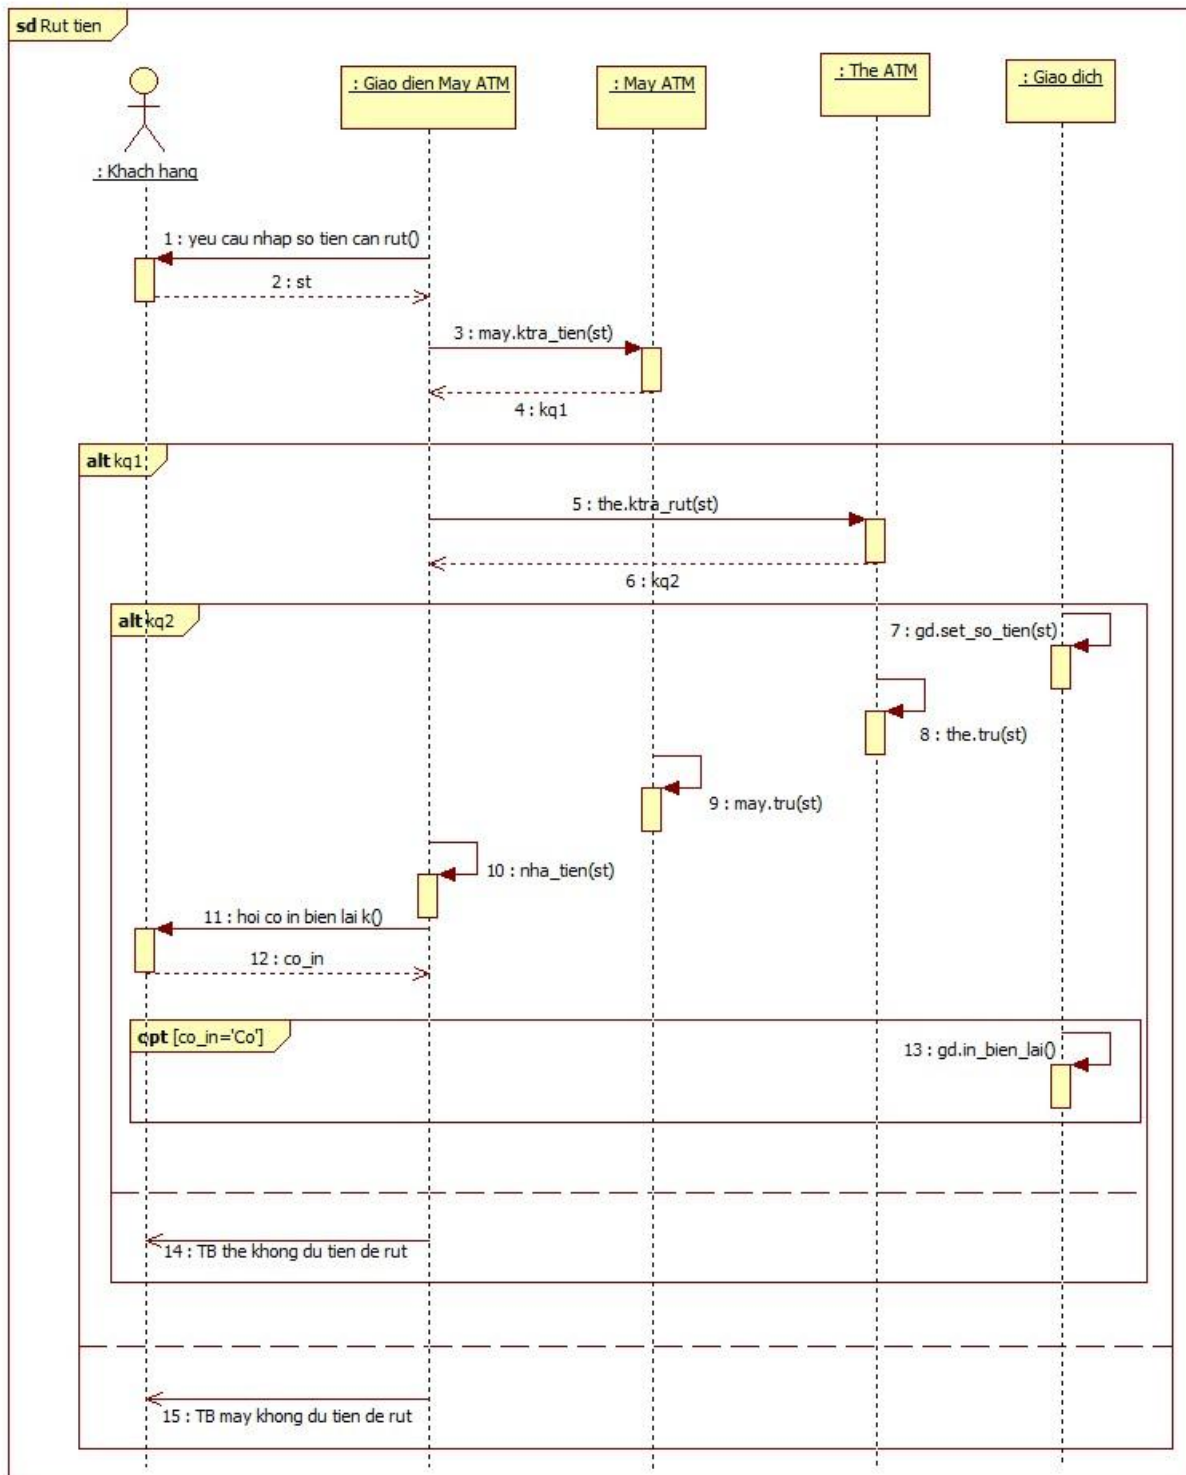 sd Rut tien
: Khach hang
: Giao dien May ATM
: May ATM
: The ATM
: Giao dich
1 : yeu cau nhap so tien can rut()
2 : st
3 : may.ktra_tien(st)
4 : kq1
alt kq1
5 : the.ktra_rut(st)
6 : kq2
alt kq2
7 : gd.set_so_tien(st)
8 : the.tru(st)
9 : may.tru(st)
10 : nha_tien(st)
11 : hoi co in bien lai k()
12 : co_in
opt [co_in='Co']
13 : gd.in_bien_lai()
14 : TB the khong du tien de rut
15 : TB may khong du tien de rut